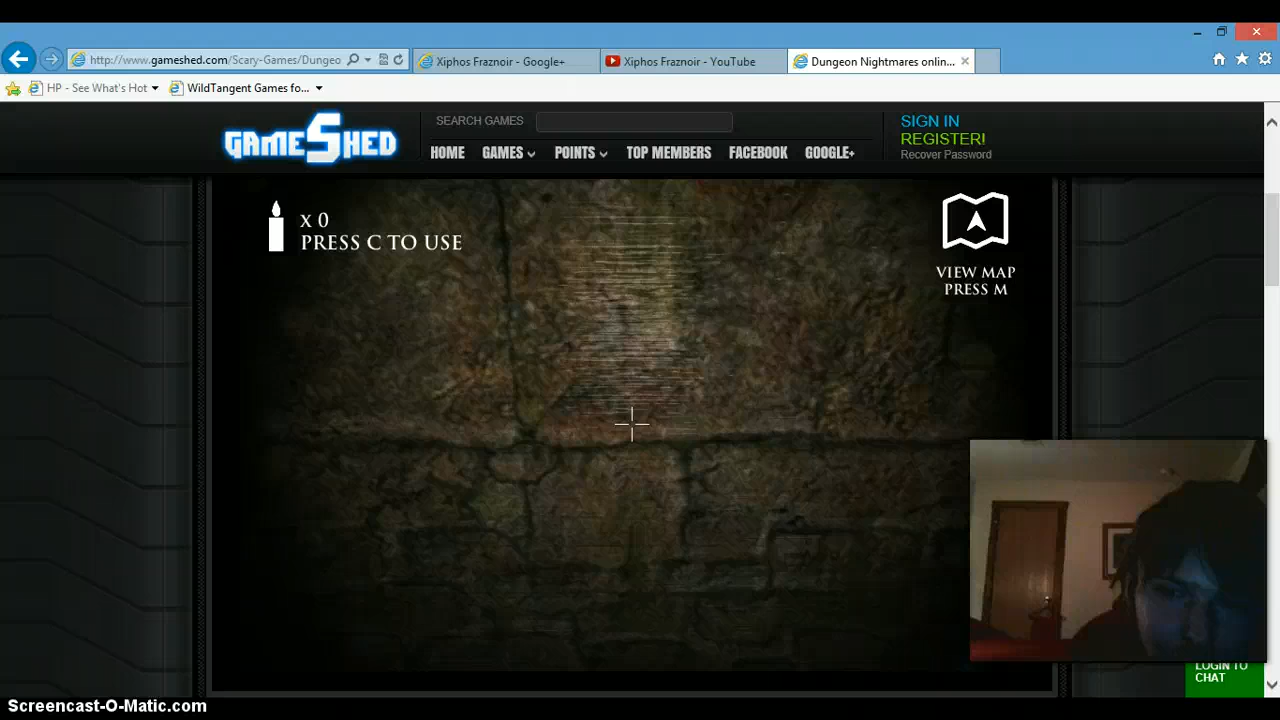 http://www.gameshed.com/Scary-Games/Dungeo
Xiphos Fraznoir - Google+
Xiphos Fraznoir - YouTube
Dungeon Nightmares onlin...
HP - See What's Hot
WildTangent Games fo...
GAMESHED
SEARCH GAMES
SIGN IN
REGISTER!
Recover Password
HOME
GAMES
POINTS
TOP MEMBERS
FACEBOOK
GOOGLE+
x 0
PRESS C TO USE
VIEW MAP
PRESS M
LOGIN TO
CHAT
Screencast-O-Matic.com